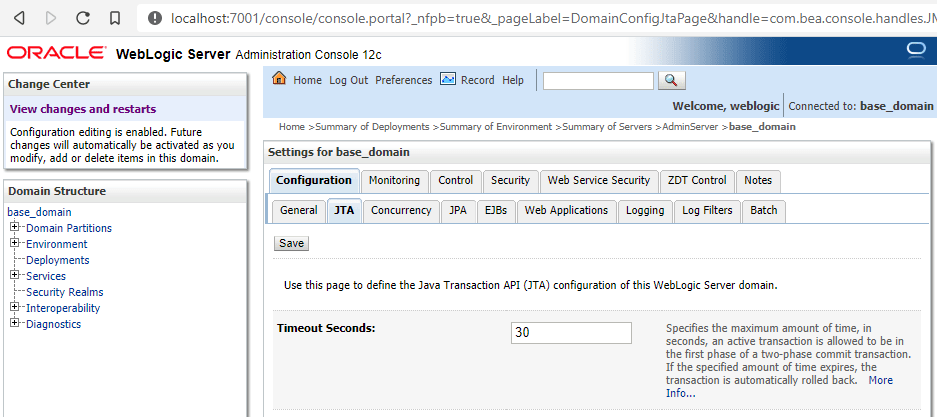 localhost:7001/console/console.portal?_nfpb=true&_pageLabel=DomainConfigJtaPage&handle=com.bea.console.handles.JM
ORACLE WebLogic Server Administration Console 12c
Change Center
View changes and restarts
Configuration editing is enabled. Future
changes will automatically be activated as you
modify, add or delete items in this domain.
Domain Structure
base_domain
Domain Partitions
Environment
Deployments
Services
Security Realms
Interoperability
Diagnostics
Home Log Out Preferences Record Help
Welcome, weblogic Connected to: base_domain
Home >Summary of Deployments >Summary of Environment >Summary of Servers >AdminServer >base_domain
Settings for base_domain
Configuration Monitoring Control Security Web Service Security ZDT Control Notes
General JTA Concurrency JPA EJBs Web Applications Logging Log Filters Batch
Save
Use this page to define the Java Transaction API (JTA) configuration of this WebLogic Server domain.
Timeout Seconds: 30
Specifies the maximum amount of time, in
seconds, an active transaction is allowed to be in
the first phase of a two-phase commit transaction.
If the specified amount of time expires, the
transaction is automatically rolled back. More
Info...